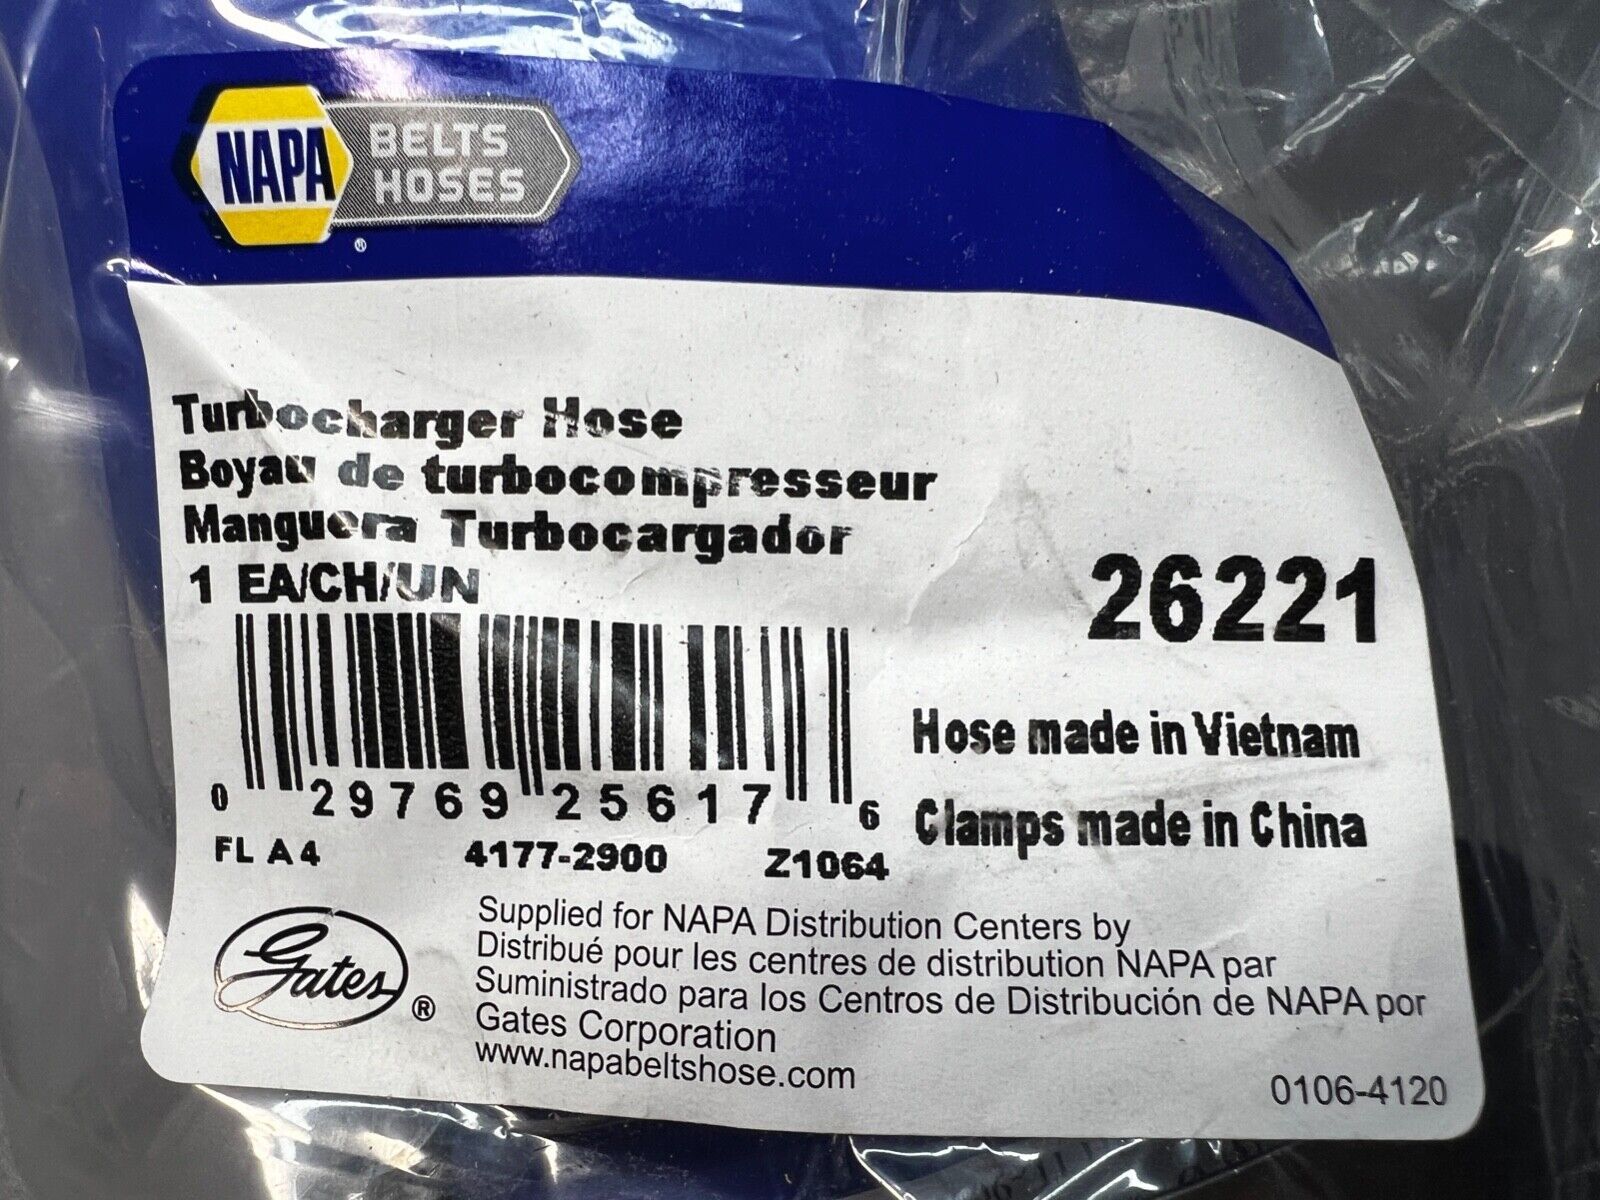 NAPA
BELTS
HOSES
®
Turbocharger Hose
Boyau de turbocompresseur
Manguera Turbocargador
1 EA/CH/UN
26221
Hose made in Vietnam
Clamps made in China
0 29769 25617 6
FL A4 4177-2900 Z1064
Gates ®
Supplied for NAPA Distribution Centers by
Distribué pour les centres de distribution NAPA par
Suministrado para los Centros de Distribución de NAPA por
Gates Corporation
www.napabeltshose.com
0106-4120